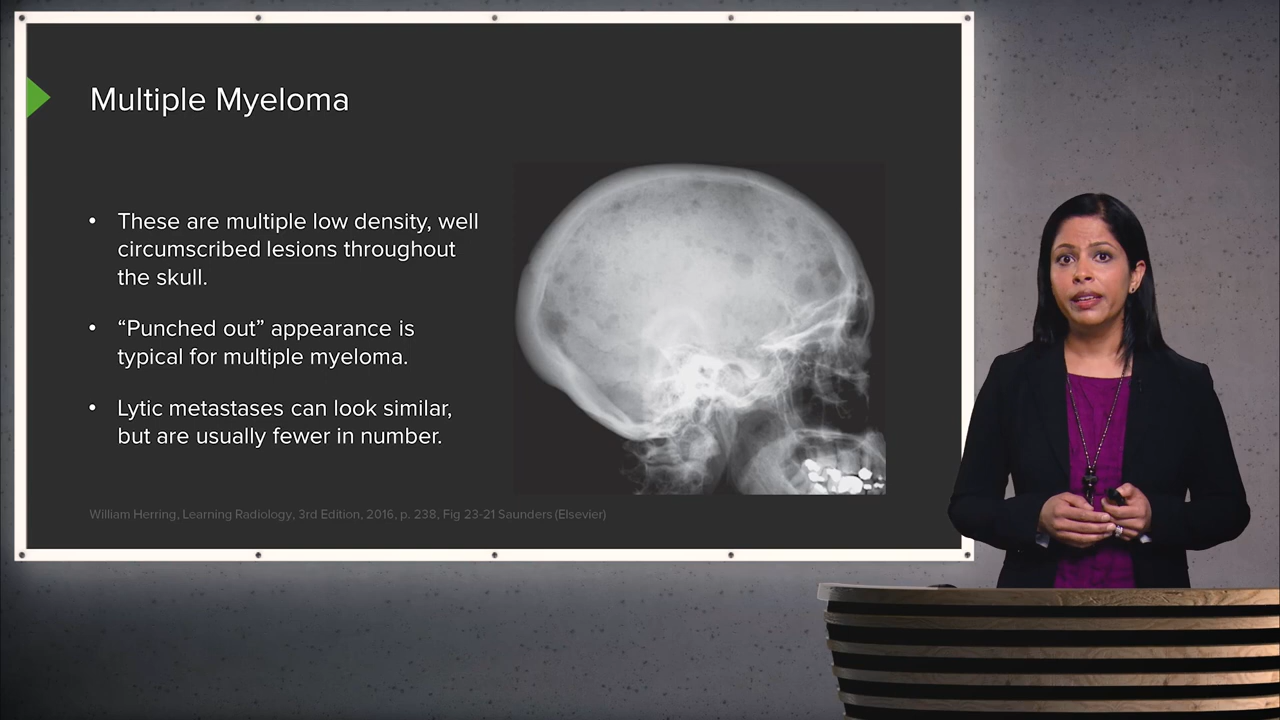 Multiple Myeloma
• These are multiple low density, well
circumscribed lesions throughout
the skull.
• “Punched out” appearance is
typical for multiple myeloma.
• Lytic metastases can look similar,
but are usually fewer in number.
William Herring, Learning Radiology, 3rd Edition, 2016, p. 238, Fig 23-21 Saunders (Elsevier)